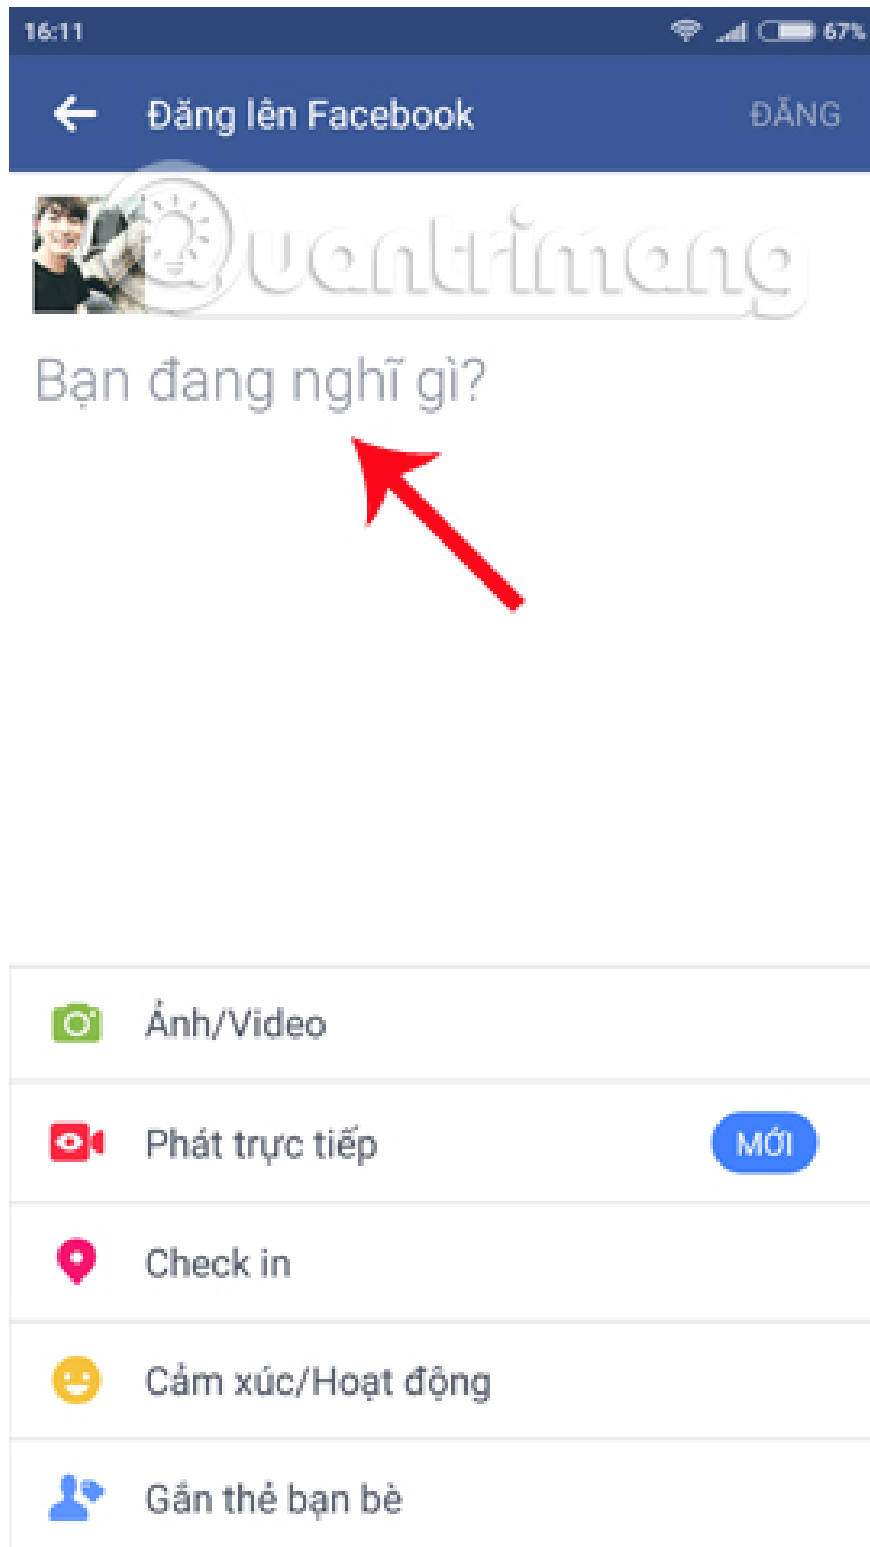 16:11
67%
Đăng lên Facebook
ĐĂNG
Quantrimang
Bạn đang nghĩ gì?
Ảnh/Video
Phát trực tiếp
MỚI
Check in
Cảm xúc/Hoạt động
Gắn thẻ bạn bè